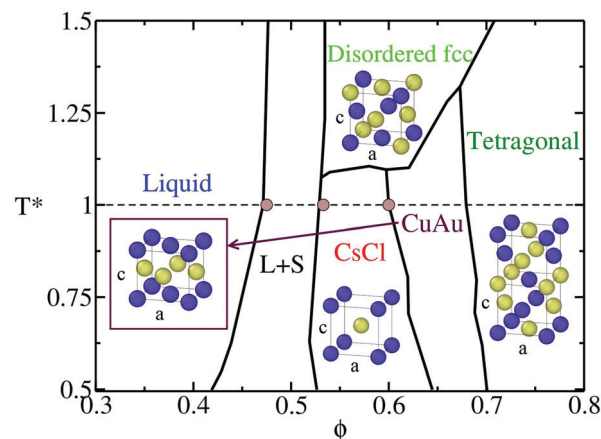 1.5
Disordered fcc
1.25
c
a
Tetragonal
Liquid
T*
1
CuAu
c
a
L+S
CsCl
c
a
0.75
c
a
0.5
0.3
0.4
0.5
0.6
0.7
0.8
ϕ